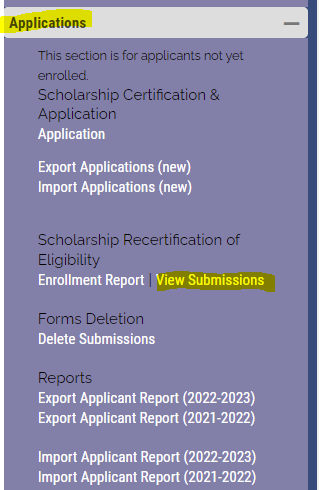 Applications
This section is for applicants not yet
enrolled.
Scholarship Certification &
Application
Application
Export Applications (new)
Import Applications (new)
Scholarship Recertification of
Eligibility
Enrollment Report | View Submissions
Forms Deletion
Delete Submissions
Reports
Export Applicant Report (2022-2023)
Export Applicant Report (2021-2022)
Import Applicant Report (2022-2023)
Import Applicant Report (2021-2022)